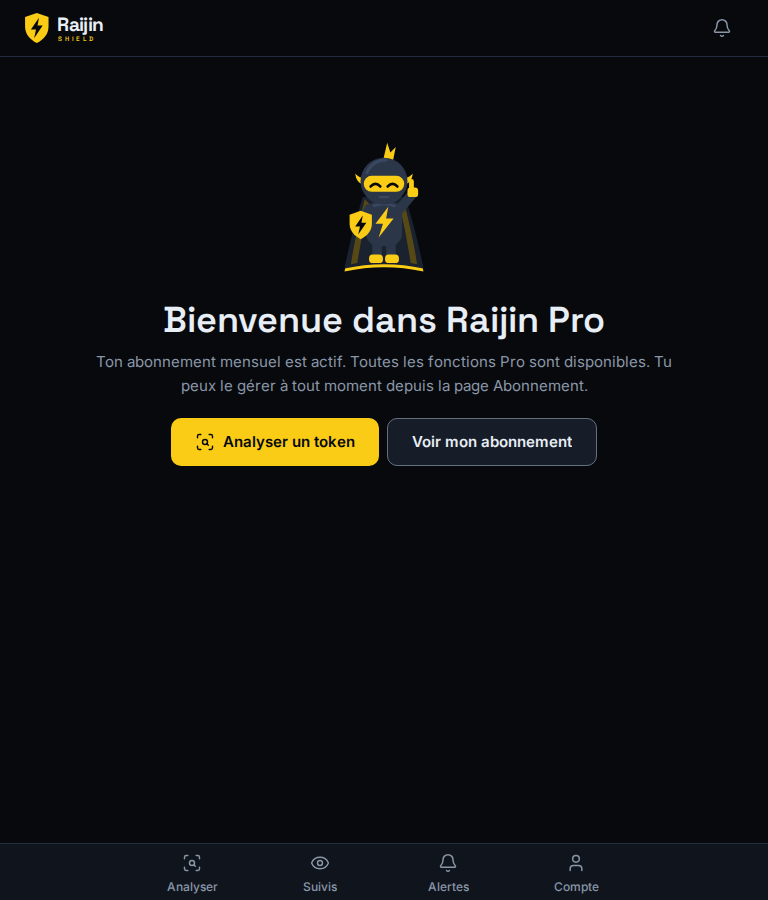 Raijin
SHIELD
Bienvenue dans Raijin Pro
Ton abonnement mensuel est actif. Toutes les fonctions Pro sont disponibles. Tu
peux le gérer à tout moment depuis la page Abonnement.
Analyser un token
Voir mon abonnement
Analyser
Suivis
Alertes
Compte